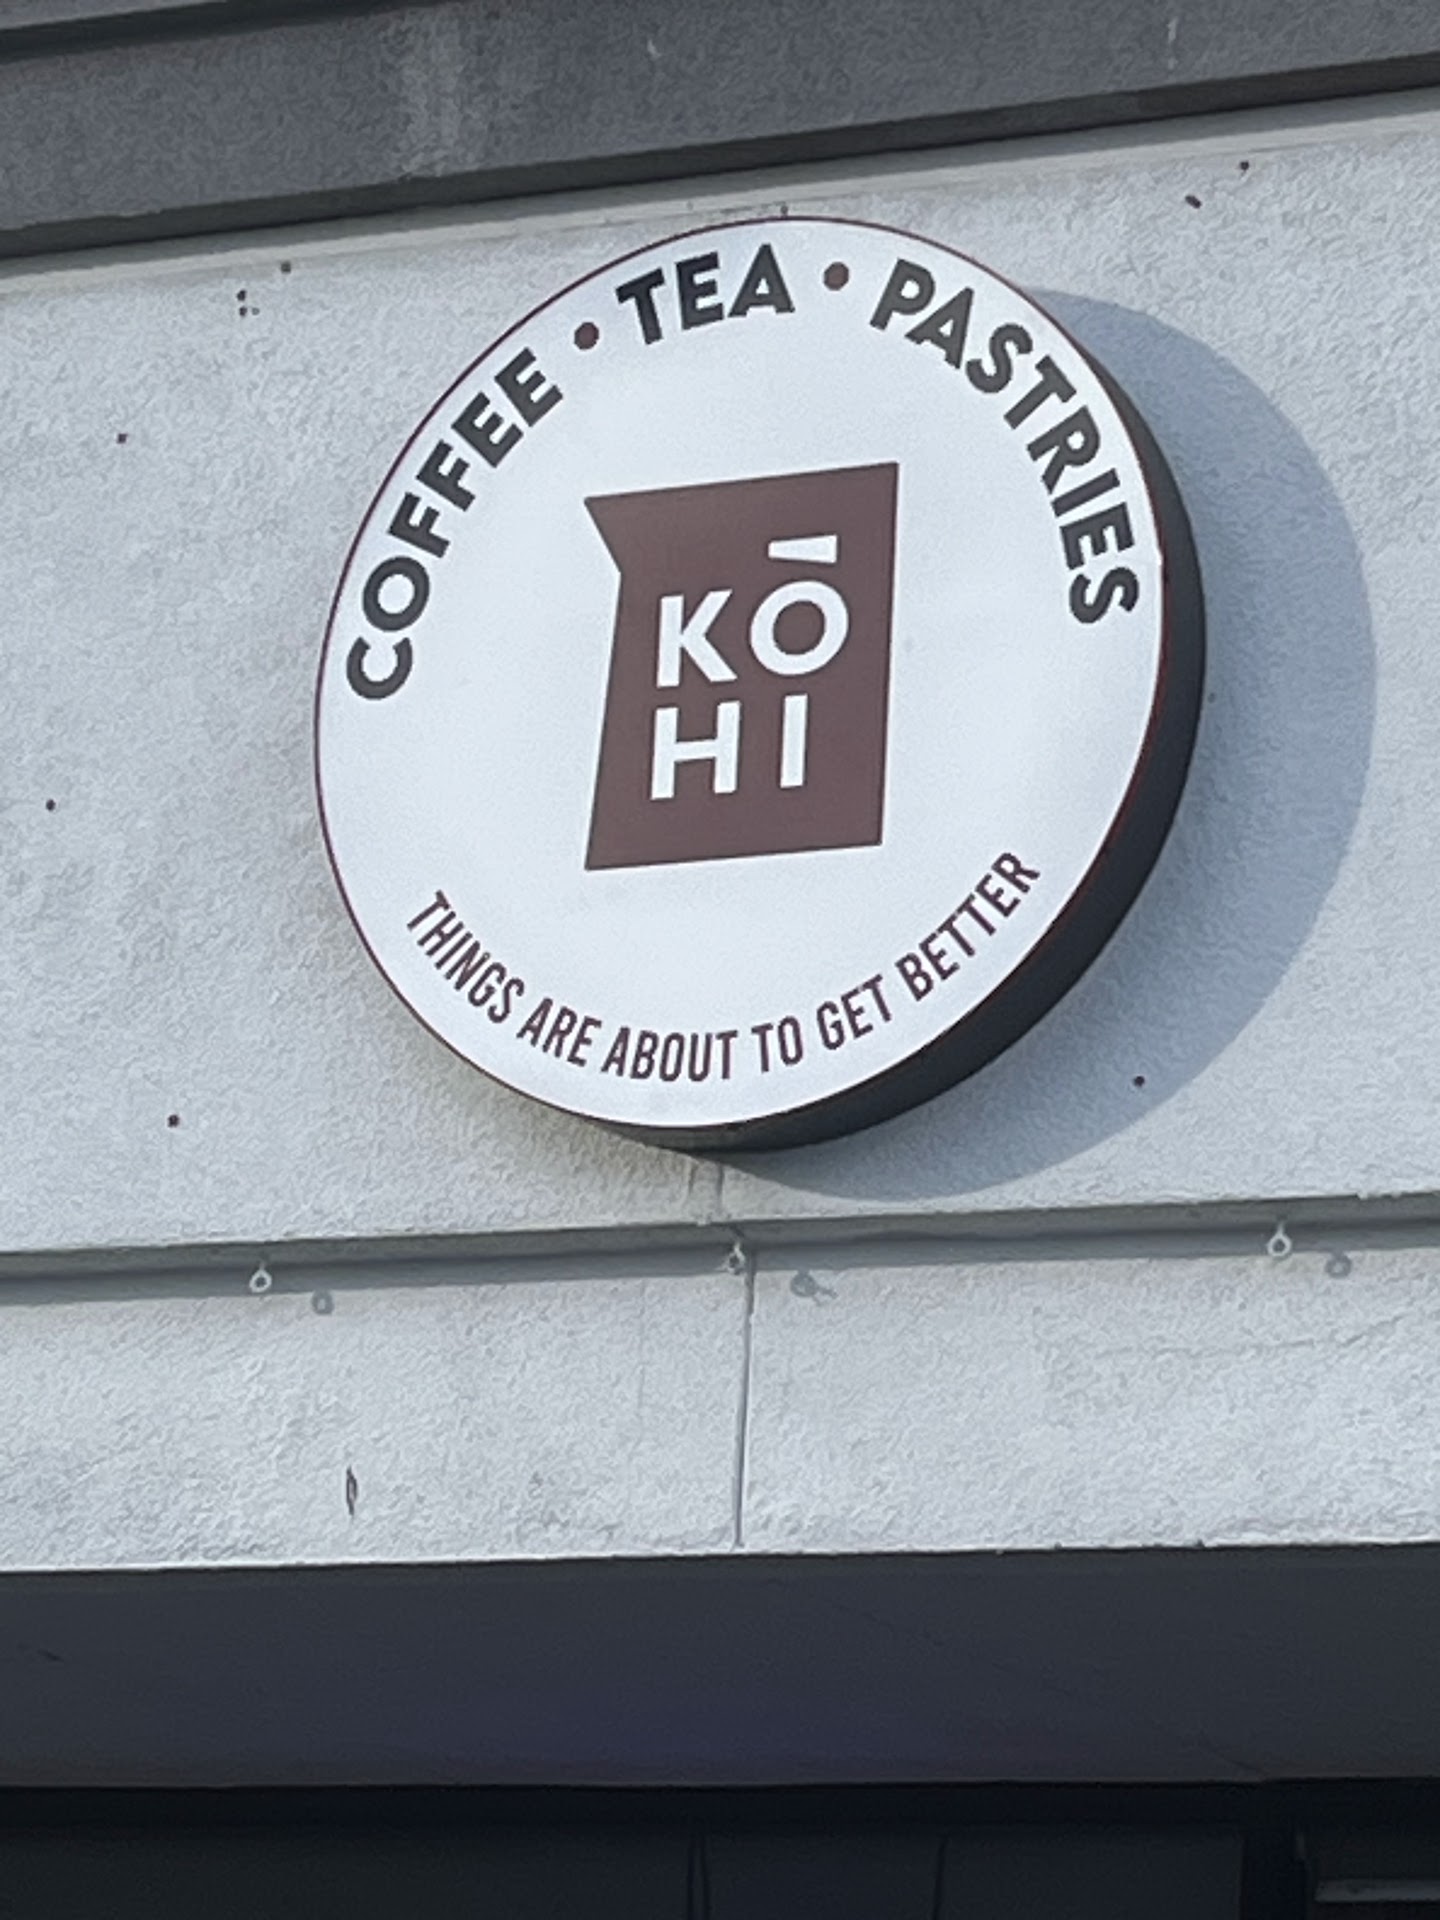 COFFEE • TEA • PASTRIES
KŌ
HI
THINGS ARE ABOUT TO GET BETTER